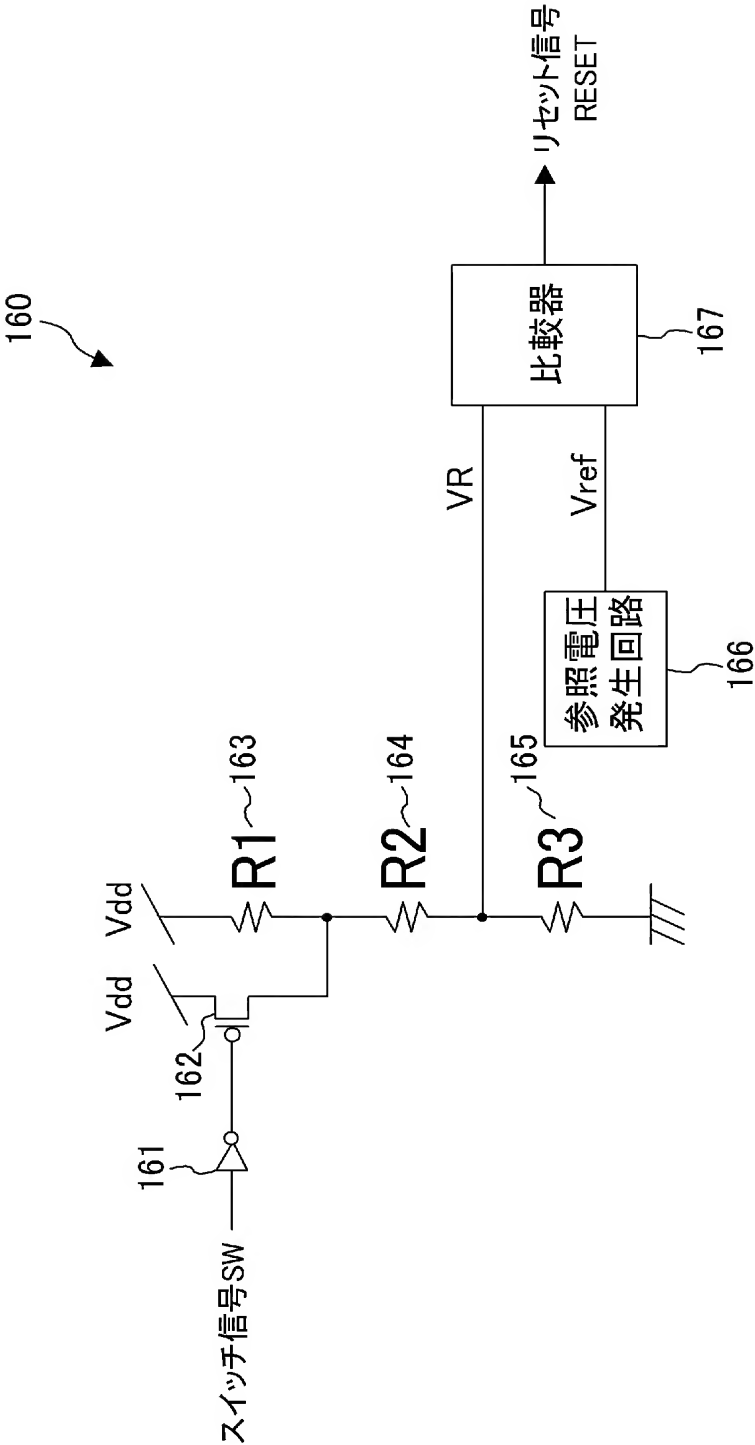 160
Vdd
Vdd
R1
163
162
161
スイッチ信号SW
R2
164
VR
R3
165
参照電圧
発生回路
166
Vref
比較器
167
リセット信号
RESET